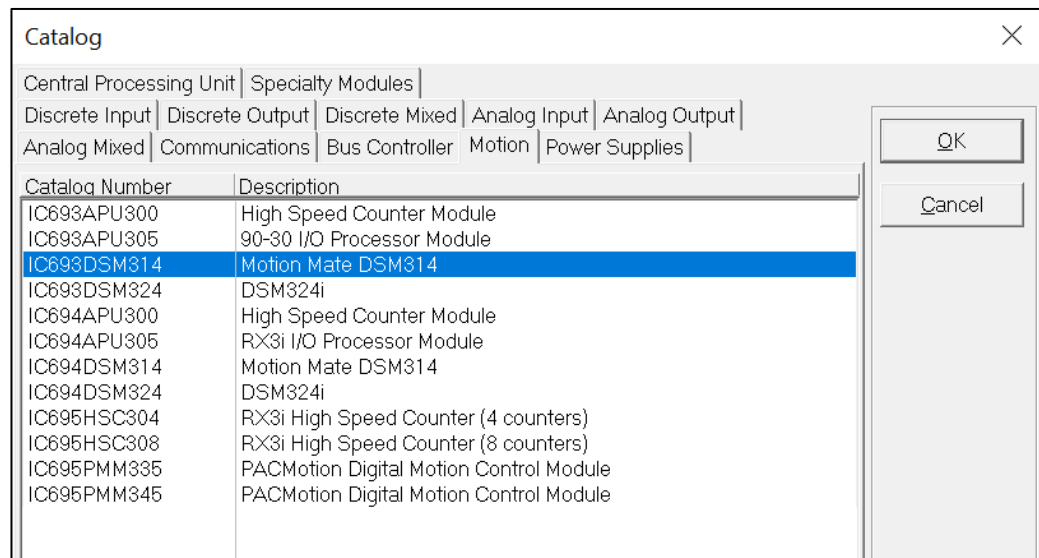 Catalog
Central Processing Unit Specialty Modules
Discrete Input Discrete Output Discrete Mixed Analog Input Analog Output
Analog Mixed Communications Bus Controller Motion Power Supplies
OK
Cancel
Catalog Number Description
IC693APU300 High Speed Counter Module
IC693APU305 90-30 I/O Processor Module
IC693DSM314 Motion Mate DSM314
IC693DSM324 DSM324i
IC694APU300 High Speed Counter Module
IC694APU305 RX3i I/O Processor Module
IC694DSM314 Motion Mate DSM314
IC694DSM324 DSM324i
IC695HSC304 RX3i High Speed Counter (4 counters)
IC695HSC308 RX3i High Speed Counter (8 counters)
IC695PMM335 PACMotion Digital Motion Control Module
IC695PMM345 PACMotion Digital Motion Control Module